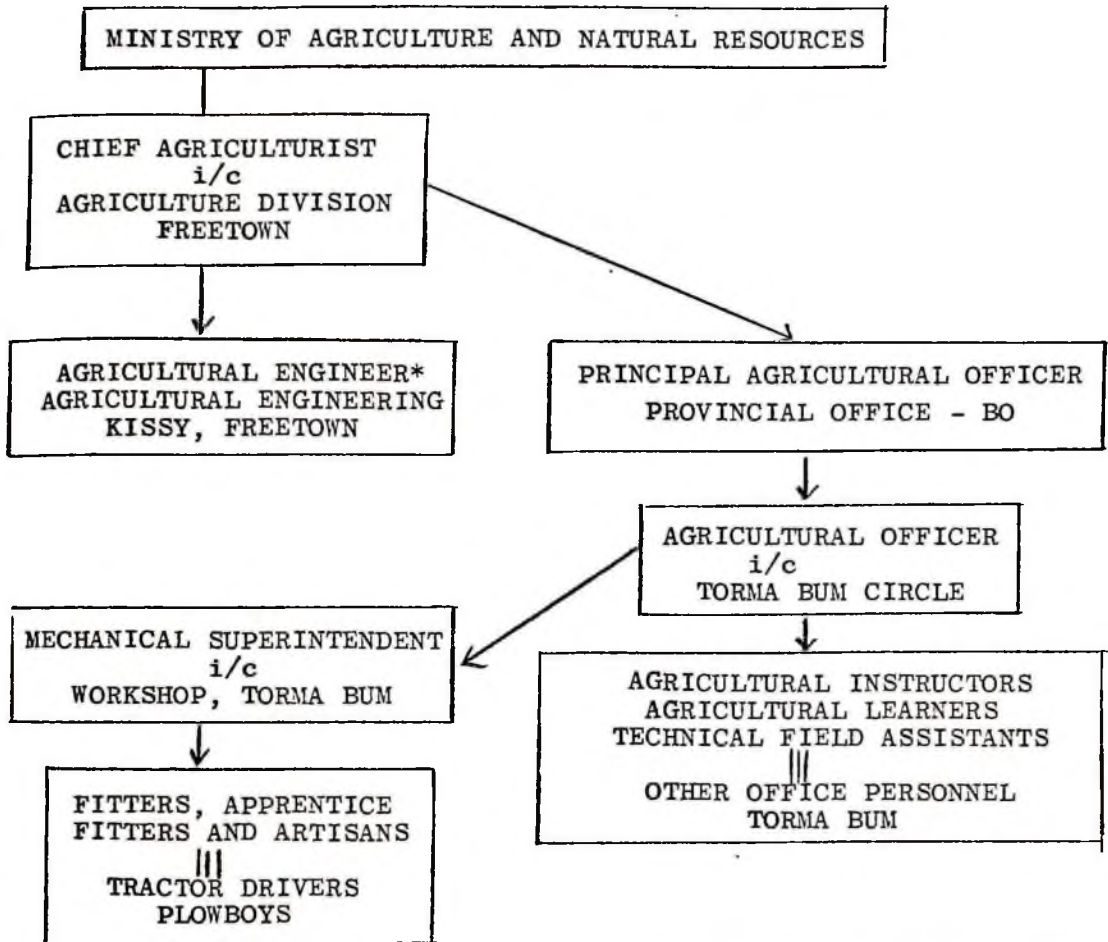 MINISTRY OF AGRICULTURE AND NATURAL RESOURCES
CHIEF AGRICULTURIST
i/c
AGRICULTURE DIVISION
FREETOWN
AGRICULTURAL ENGINEER*
AGRICULTURAL ENGINEERING
KISSY, FREETOWN
PRINCIPAL AGRICULTURAL OFFICER
PROVINCIAL OFFICE - BO
AGRICULTURAL OFFICER
i/c
TORMA BUM CIRCLE
MECHANICAL SUPERINTENDENT
i/c
WORKSHOP, TORMA BUM
AGRICULTURAL INSTRUCTORS
AGRICULTURAL LEARNERS
TECHNICAL FIELD ASSISTANTS
OTHER OFFICE PERSONNEL
TORMA BUM
FITTERS, APPRENTICE
FITTERS AND ARTISANS
TRACTOR DRIVERS
PLOWBOYS